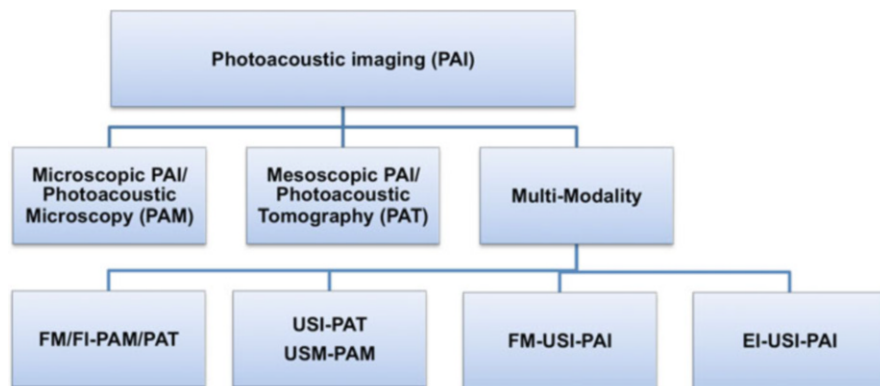 Photoacoustic imaging (PAI)
Microscopic PAI/
Photoacoustic
Microscopy (PAM)
Mesoscopic PAI/
Photoacoustic
Tomography (PAT)
Multi-Modality
FM/FI-PAM/PAT
USI-PAT
USM-PAM
FM-USI-PAI
EI-USI-PAI